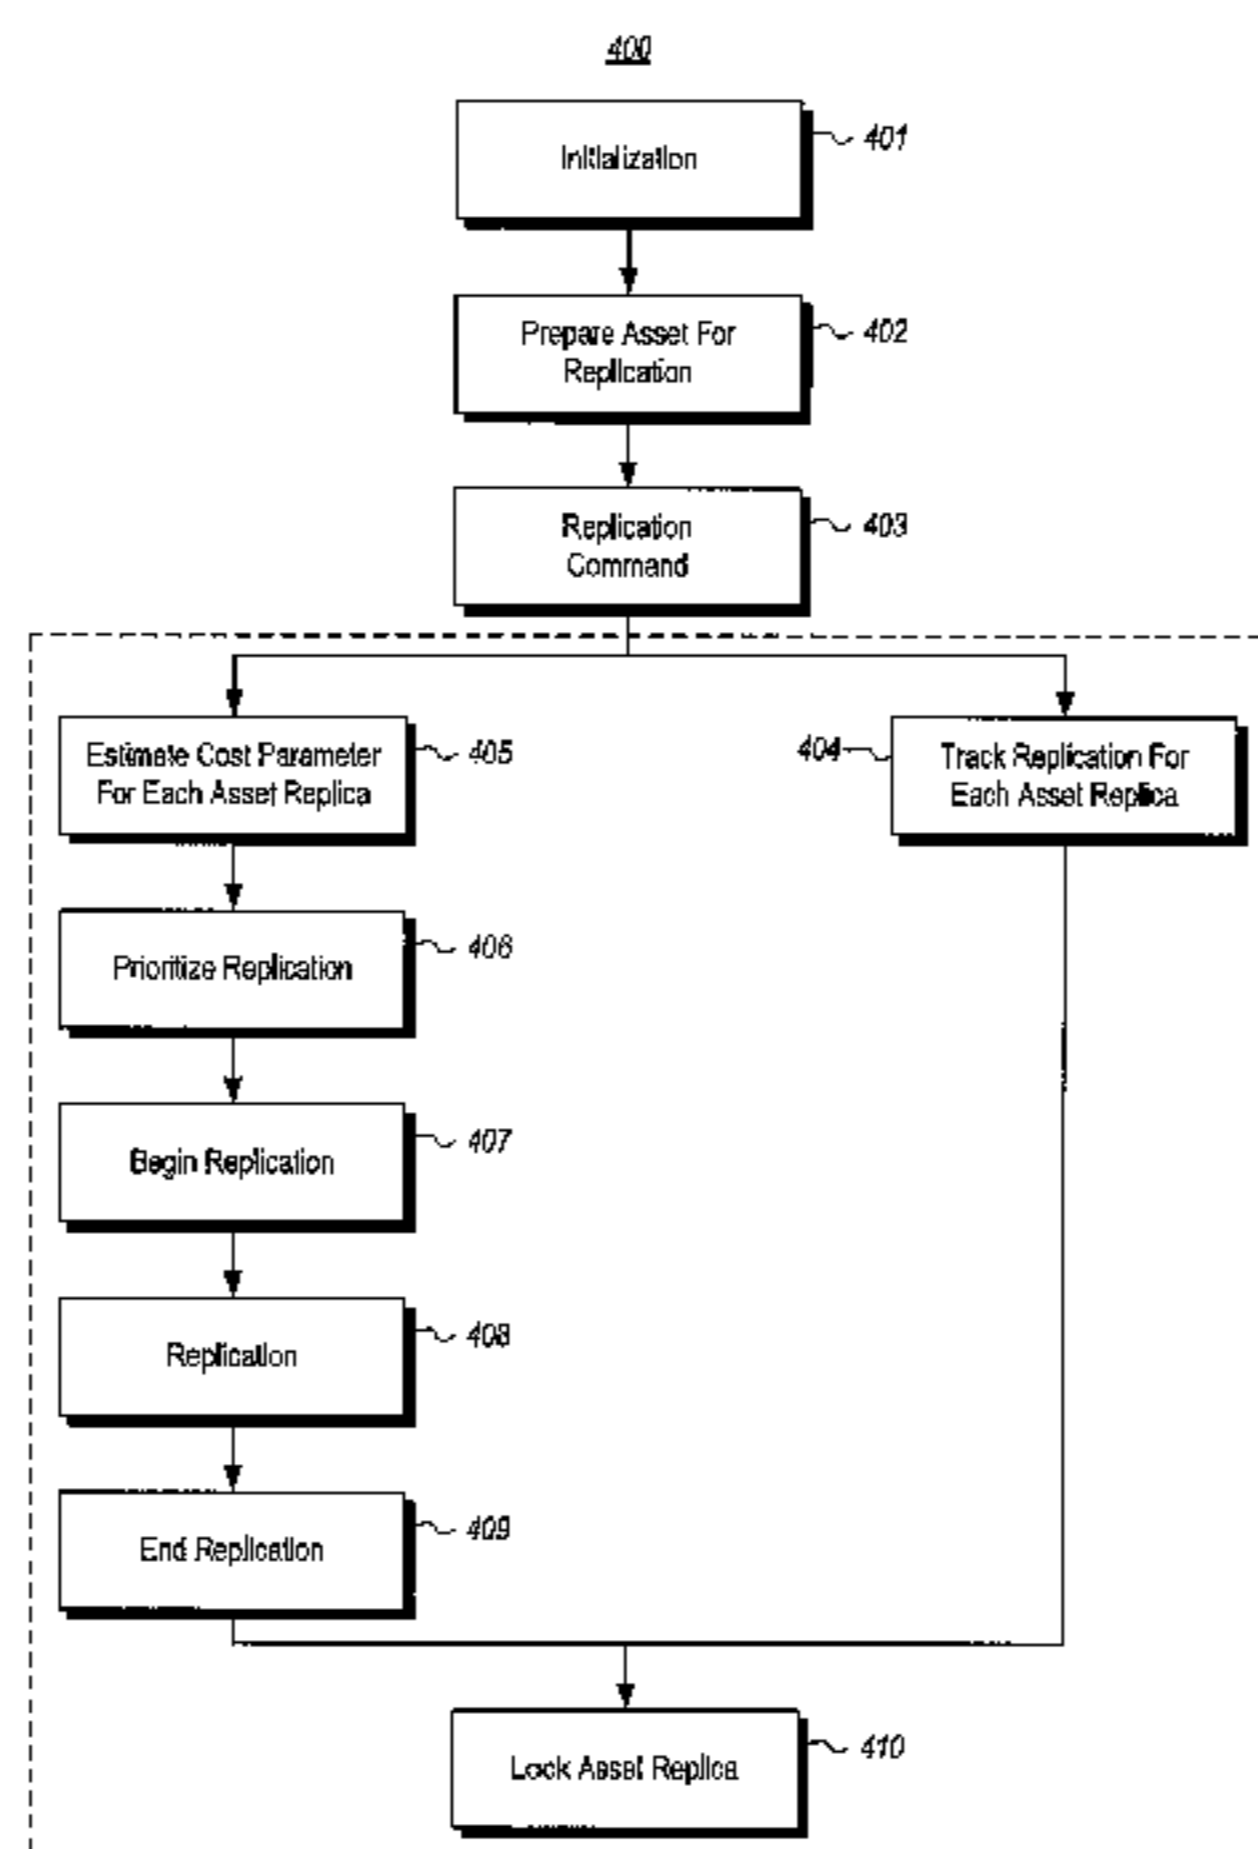 400
Initialization
401
Prepare Asset For
Replication
402
Replication
Command
403
Estimate Cost Parameter
For Each Asset Replica
405
404
Track Replication For
Each Asset Replica
Prioritize Replication
406
Begin Replication
407
Replication
408
End Replication
409
Lock Asset Replica
410